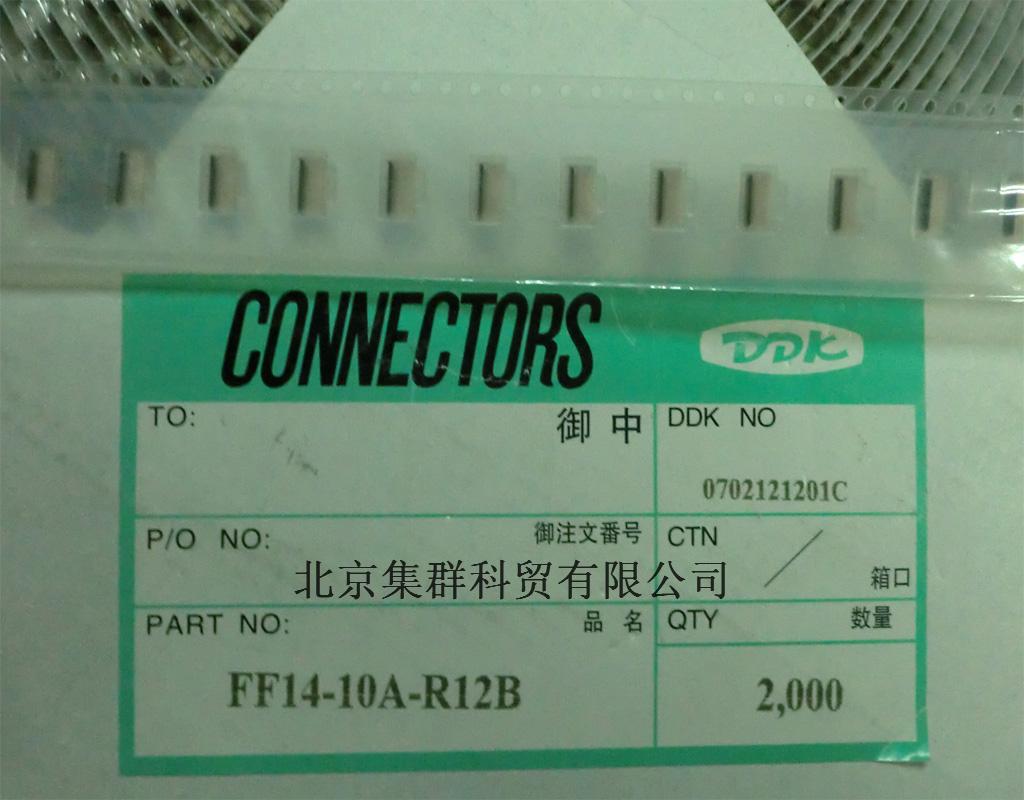 CONNECTORS
DDK
TO:
御中
DDK NO
0702121201C
P/O NO:
御注文番号
CTN
/
箱口
北京集群科贸有限公司
PART NO:
品名
QTY
数量
FF14-10A-R12B
2,000